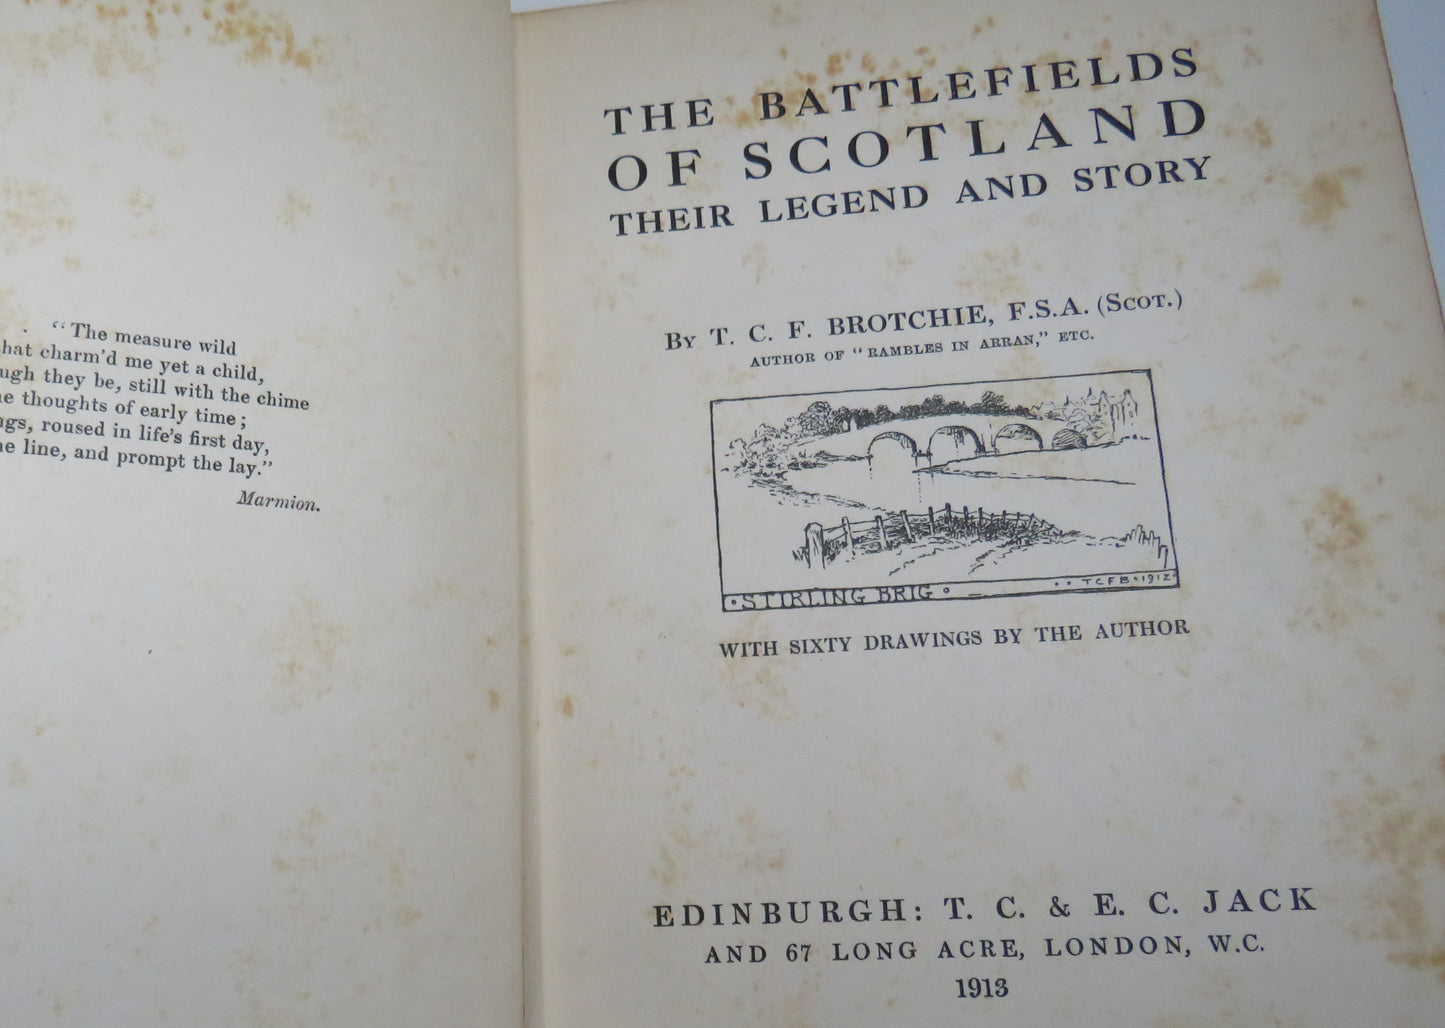 . "The measure wild
hat charm'd me yet a child,
ugh they be, still with the chime
thoughts of early time;
gs, roused in life's first day,
line, and prompt the lay."
Marmion.
THE BATTLEFIELDS
OF SCOTLAND
THEIR LEGEND AND STORY
By T. C. F. BROTCHIE, F.S.A. (Scot.)
AUTHOR OF "RAMBLES IN ARRAN," ETC.
· STIRLING BRIG ·
· · TCFB · 1912 ·
WITH SIXTY DRAWINGS BY THE AUTHOR
EDINBURGH: T. C. & E. C. JACK
AND 67 LONG ACRE, LONDON, W.C.
1913